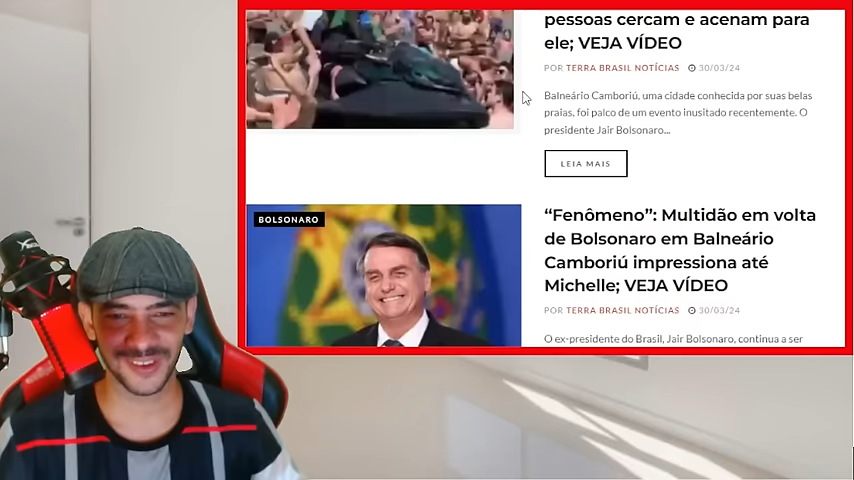 pessoas cercam e acenam para
ele; VEJA VÍDEO
POR TERRA BRASIL NOTÍCIAS 30/03/24
Balneário Camboriú, uma cidade conhecida por suas belas
praias, foi palco de um evento inusitado recentemente. O
presidente Jair Bolsonaro...
LEIA MAIS
BOLSONARO
“Fenômeno”: Multidão em volta
de Bolsonaro em Balneário
Camboriú impressiona até
Michelle; VEJA VÍDEO
POR TERRA BRASIL NOTÍCIAS 30/03/24
O ex-presidente do Brasil, Jair Bolsonaro, continua a ser